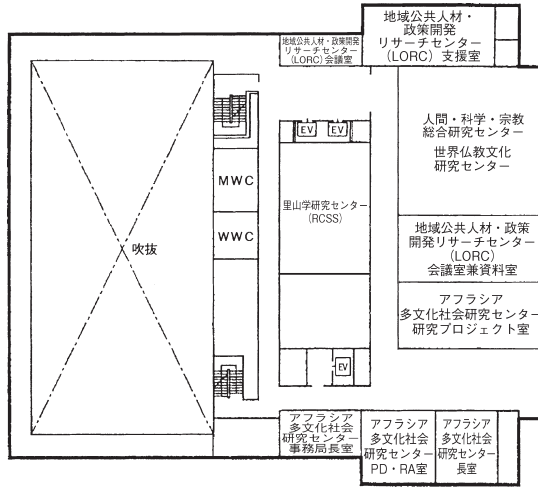 地域公共人材・政策開発
リサーチセンター
(LORC) 会議室
地域公共人材・
政策開発
リサーチセンター
(LORC) 支援室
EV
EV
人間・科学・宗教
総合研究センター
世界仏教文化
研究センター
MWC
里山学研究センター
(RCSS)
WWC
吹抜
地域公共人材・政策
開発リサーチセンター
(LORC)
会議室兼資料室
アフラシア
多文化社会研究センター
研究プロジェクト室
EV
アフラシア
多文化社会
研究センター
事務局長室
アフラシア
多文化社会
研究センター
PD・RA室
アフラシア
多文化社会
研究センター
長室